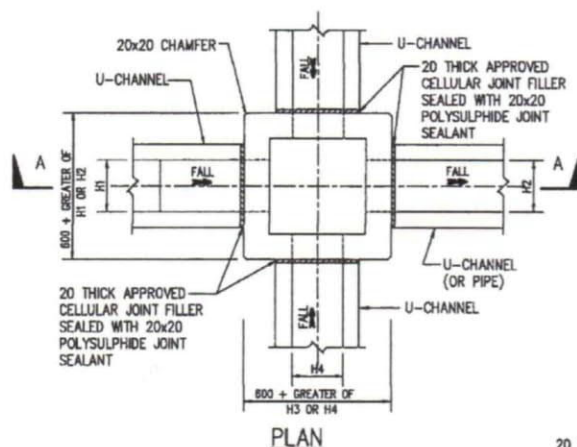 20x20 CHAMFER
U-CHANNEL
U-CHANNEL
20 THICK APPROVED
CELLULAR JOINT FILLER
SEALED WITH 20x20
POLYSULPHIDE JOINT
SEALANT
FALL
A
A
600 + GREATER OF
H1 OR H2
H1
FALL
FALL
H2
U-CHANNEL
(OR PIPE)
20 THICK APPROVED
CELLULAR JOINT FILLER
SEALED WITH 20x20
POLYSULPHIDE JOINT
SEALANT
FALL
U-CHANNEL
H4
600 + GREATER OF
H3 OR H4
PLAN
20